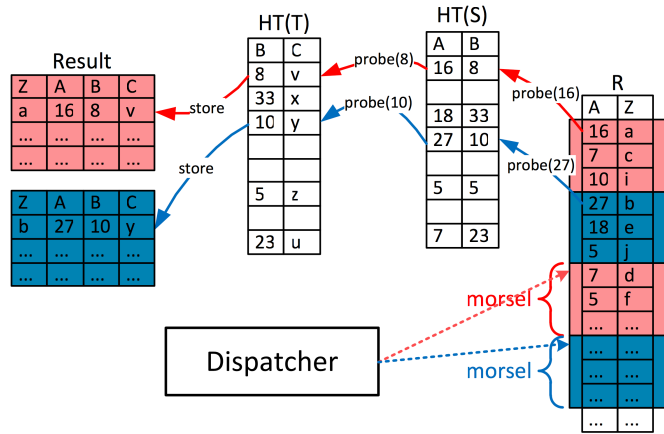 Result
Z A B C
a 16 8 v
... ... ... ...
... ... ... ...
Z A B C
b 27 10 y
... ... ... ...
... ... ... ...
store
store
HT(T)
B C
8 v
33 x
10 y
5 z
23 u
probe(8)
probe(10)
HT(S)
A B
16 8
18 33
27 10
5 5
7 23
probe(16)
probe(27)
R
A Z
16 a
7 c
10 i
27 b
18 e
5 j
7 d
5 f
... ...
... ...
... ...
... ...
... ...
morsel
morsel
Dispatcher